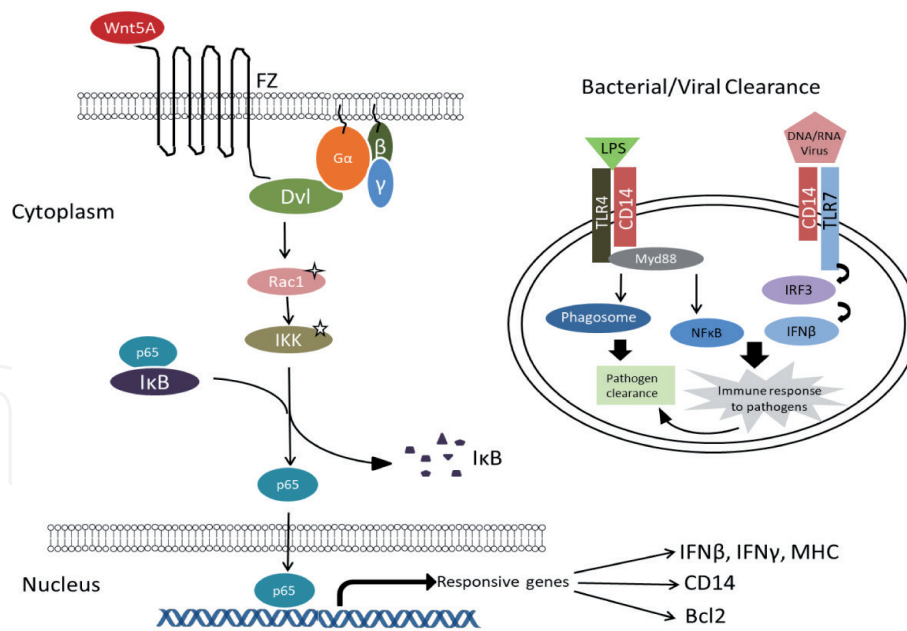 Wnt5A
FZ
Gα
β
γ
Dvl
Cytoplasm
Rac1
IKK
p65
IκB
IκB
p65
Nucleus
p65
Responsive genes
IFNβ, IFNγ, MHC
CD14
Bcl2
Bacterial/Viral Clearance
LPS
TLR4
CD14
Myd88
Phagosome
NFκB
Pathogen
clearance
DNA/RNA
Virus
CD14
TLR7
IRF3
IFNβ
Immune response
to pathogens